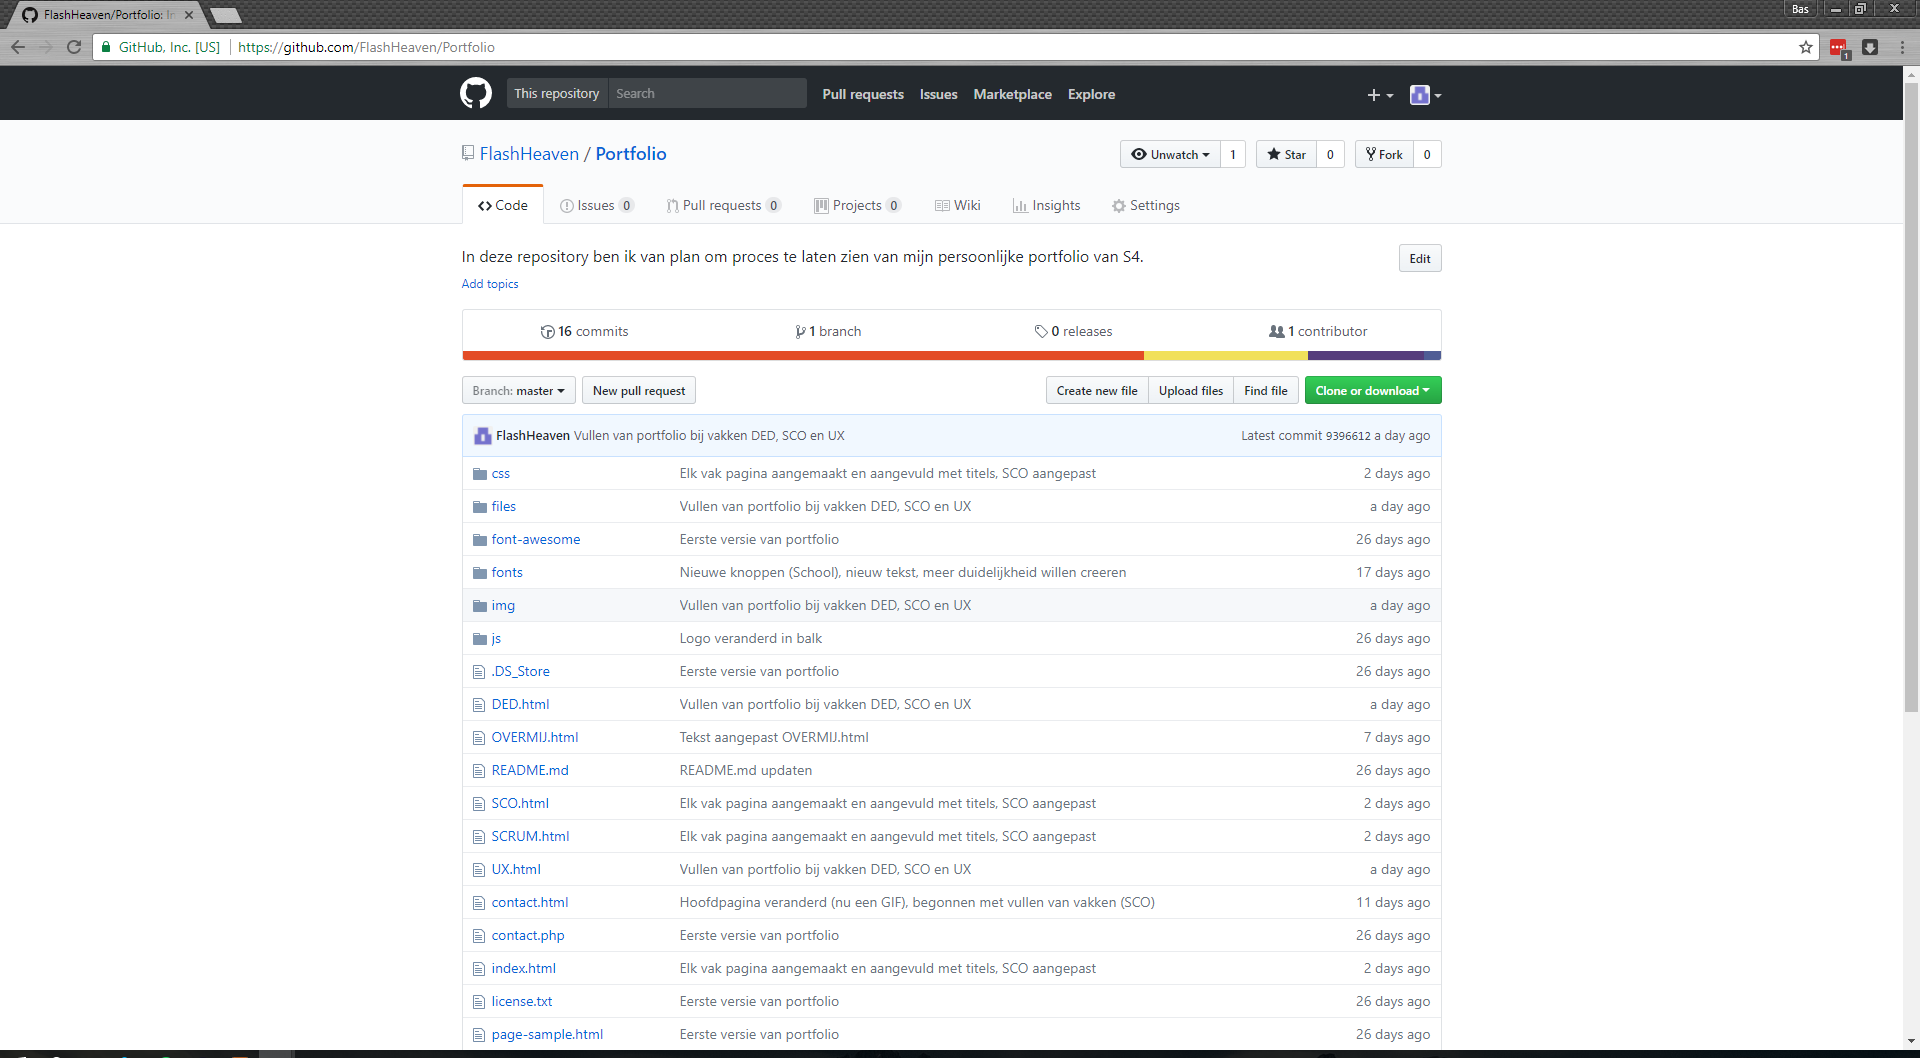 FlashHeaven/Portfolio: In
Bas
GitHub, Inc. [US] https://github.com/FlashHeaven/Portfolio
1
This repository Search Pull requests Issues Marketplace Explore
FlashHeaven / Portfolio
Unwatch 1 Star 0 Fork 0
Code Issues 0 Pull requests 0 Projects 0 Wiki Insights Settings
In deze repository ben ik van plan om proces te laten zien van mijn persoonlijke portfolio van S4.
Edit
Add topics
16 commits 1 branch 0 releases 1 contributor
Branch: master New pull request Create new file Upload files Find file Clone or download
FlashHeaven Vullen van portfolio bij vakken DED, SCO en UX Latest commit 9396612 a day ago
css Elk vak pagina aangemaakt en aangevuld met titels, SCO aangepast 2 days ago
files Vullen van portfolio bij vakken DED, SCO en UX a day ago
font-awesome Eerste versie van portfolio 26 days ago
fonts Nieuwe knoppen (School), nieuw tekst, meer duidelijkheid willen creeren 17 days ago
img Vullen van portfolio bij vakken DED, SCO en UX a day ago
js Logo veranderd in balk 26 days ago
.DS_Store Eerste versie van portfolio 26 days ago
DED.html Vullen van portfolio bij vakken DED, SCO en UX a day ago
OVERMIJ.html Tekst aangepast OVERMIJ.html 7 days ago
README.md README.md updaten 26 days ago
SCO.html Elk vak pagina aangemaakt en aangevuld met titels, SCO aangepast 2 days ago
SCRUM.html Elk vak pagina aangemaakt en aangevuld met titels, SCO aangepast 2 days ago
UX.html Vullen van portfolio bij vakken DED, SCO en UX a day ago
contact.html Hoofdpagina veranderd (nu een GIF), begonnen met vullen van vakken (SCO) 11 days ago
contact.php Eerste versie van portfolio 26 days ago
index.html Elk vak pagina aangemaakt en aangevuld met titels, SCO aangepast 2 days ago
license.txt Eerste versie van portfolio 26 days ago
page-sample.html Eerste versie van portfolio 26 days ago